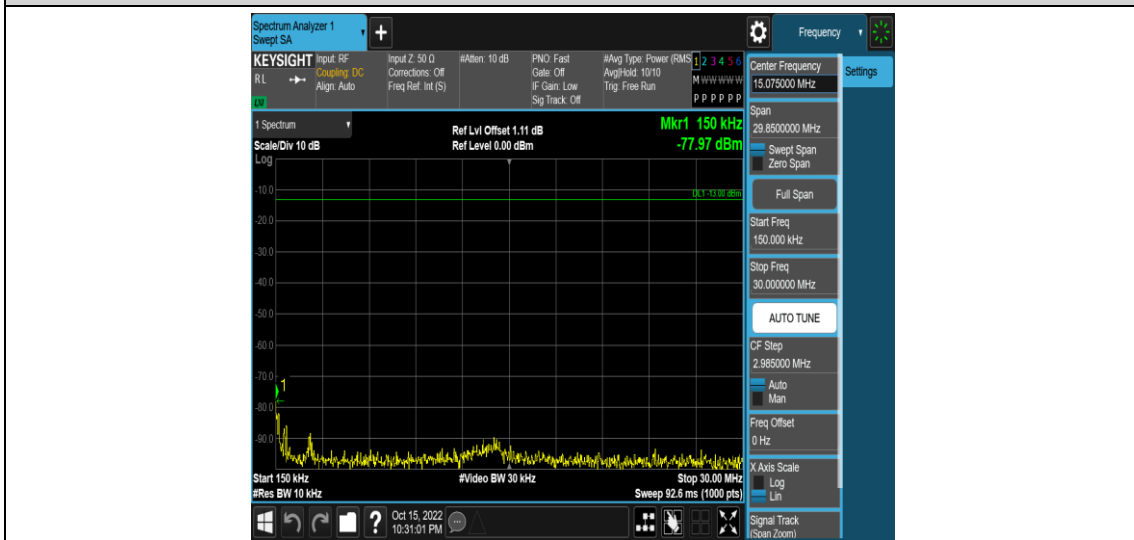 Spectrum Analyzer 1
Swept SA
+
Frequency
KEYSIGHT
RL
LXI
Input: RF
Coupling: DC
Align: Auto
Input Z: 50 Ω
Corrections: Off
Freq Ref: Int (S)
#Atten: 10 dB
PNO: Fast
Gate: Off
IF Gain: Low
Sig Track: Off
#Avg Type: Power (RMS
Avg|Hold: 10/10
Trig: Free Run
1 2 3 4 5 6
M W W W W W
P P P P P P
1 Spectrum
Scale/Div 10 dB
Log
Ref Lvl Offset 1.11 dB
Ref Level 0.00 dBm
Mkr1 150 kHz
-77.97 dBm
DL1 -13.00 dBm
-10.0
-20.0
-30.0
-40.0
-50.0
-60.0
-70.0
1
-80.0
-90.0
Start 150 kHz
#Video BW 30 kHz
Stop 30.00 MHz
#Res BW 10 kHz
Sweep 92.6 ms (1000 pts)
?
Oct 15, 2022
10:31:01 PM
Center Frequency
15.075000 MHz
Settings
Span
29.8500000 MHz
Swept Span
Zero Span
Full Span
Start Freq
150.000 kHz
Stop Freq
30.000000 MHz
AUTO TUNE
CF Step
2.985000 MHz
Auto
Man
Freq Offset
0 Hz
X Axis Scale
Log
Lin
Signal Track
(Span Zoom)